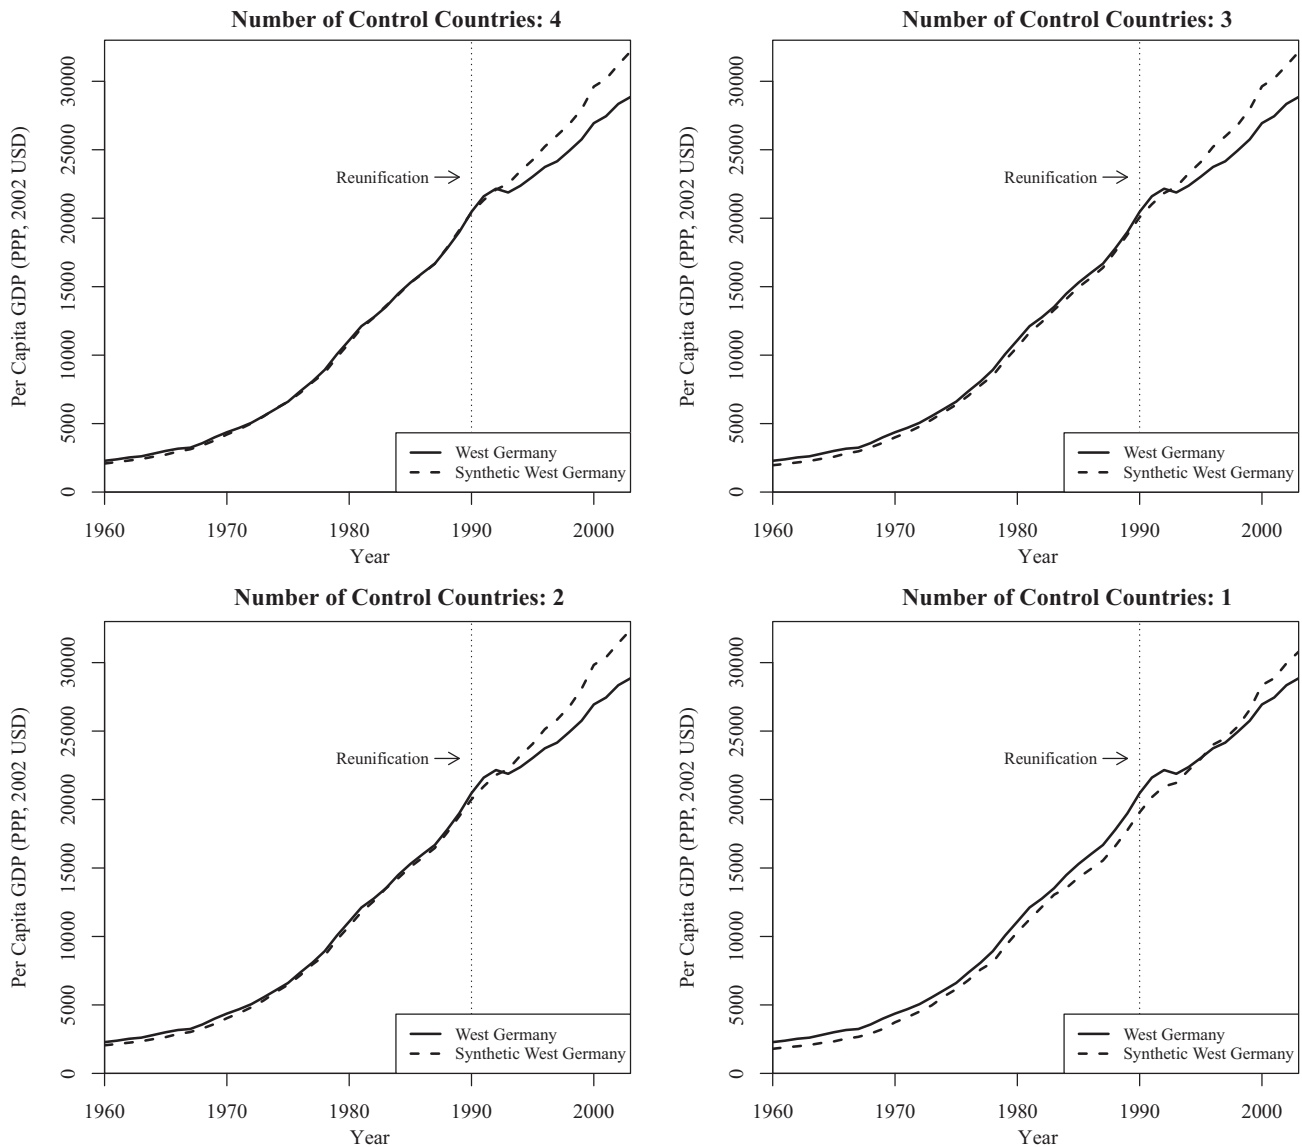 Number of Control Countries: 4
Per Capita GDP (PPP, 2002 USD)
30000
25000
20000
15000
10000
5000
0
Reunification
West Germany
Synthetic West Germany
1960 1970 1980 1990 2000
Year
Number of Control Countries: 3
Per Capita GDP (PPP, 2002 USD)
30000
25000
20000
15000
10000
5000
0
Reunification
West Germany
Synthetic West Germany
1960 1970 1980 1990 2000
Year
Number of Control Countries: 2
Per Capita GDP (PPP, 2002 USD)
30000
25000
20000
15000
10000
5000
0
Reunification
West Germany
Synthetic West Germany
1960 1970 1980 1990 2000
Year
Number of Control Countries: 1
Per Capita GDP (PPP, 2002 USD)
30000
25000
20000
15000
10000
5000
0
Reunification
West Germany
Synthetic West Germany
1960 1970 1980 1990 2000
Year